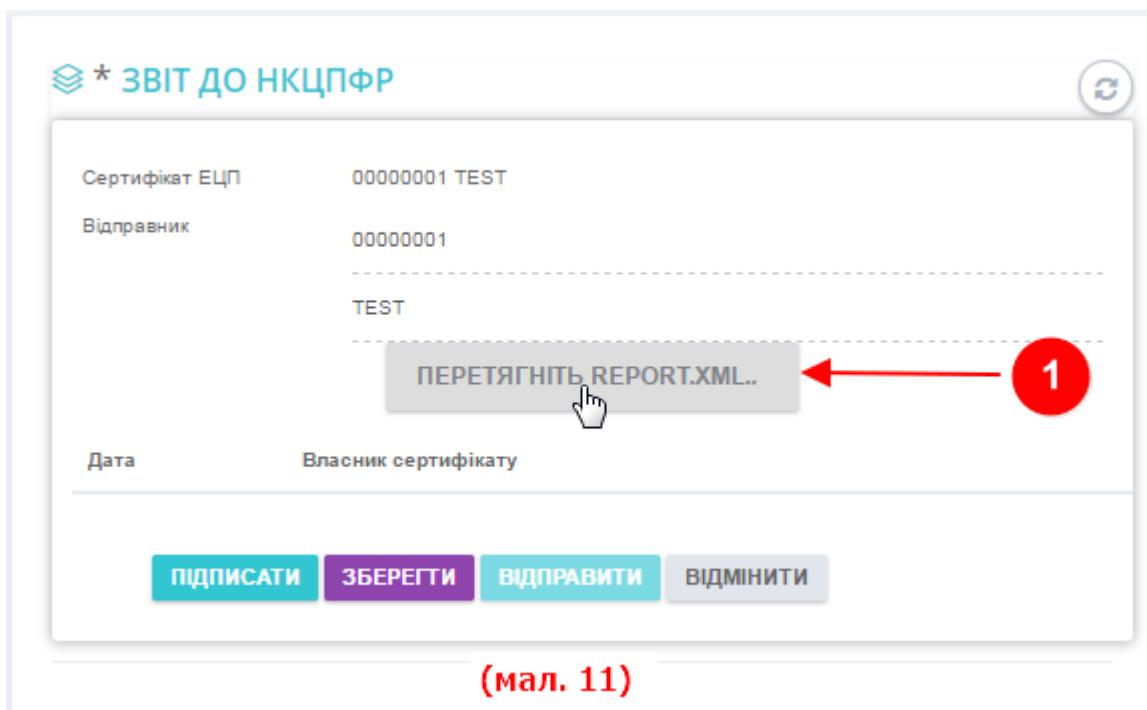 * ЗВІТ ДО НКЦПФР
Сертифікат ЕЦП 00000001 TEST
Відправник 00000001
TEST
ПЕРЕТЯГНІТЬ REPORT.XML..
1
Дата Власник сертифікату
ПІДПИСАТИ ЗБЕРЕГТИ ВІДПРАВИТИ ВІДМІНИТИ
(мал. 11)